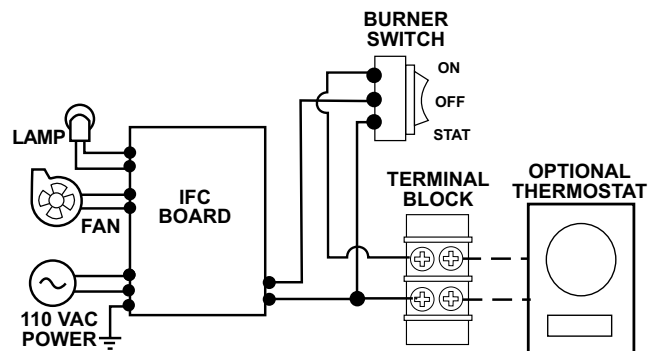 BURNER
SWITCH
ON
OFF
STAT
LAMP
FAN
IFC
BOARD
TERMINAL
BLOCK
OPTIONAL
THERMOSTAT
110 VAC
POWER